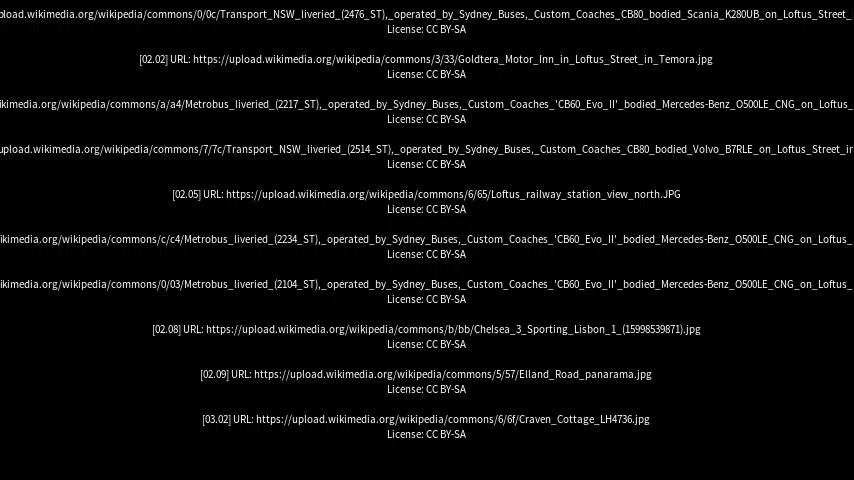 pload.wikimedia.org/wikipedia/commons/0/0c/Transport_NSW_liveried_(2476_ST),_operated_by_Sydney_Buses,_Custom_Coaches_CB80_bodied_Scania_K280UB_on_Loftus_Street_
License: CC BY-SA
[02.02] URL: https://upload.wikimedia.org/wikipedia/commons/3/33/Goldtera_Motor_Inn_in_Loftus_Street_in_Temora.jpg
License: CC BY-SA
ikimedia.org/wikipedia/commons/a/a4/Metrobus_liveried_(2217_ST),_operated_by_Sydney_Buses,_Custom_Coaches_'CB60_Evo_II'_bodied_Mercedes-Benz_O500LE_CNG_on_Loftus_
License: CC BY-SA
upload.wikimedia.org/wikipedia/commons/7/7c/Transport_NSW_liveried_(2514_ST),_operated_by_Sydney_Buses,_Custom_Coaches_CB80_bodied_Volvo_B7RLE_on_Loftus_Street_in
License: CC BY-SA
[02.05] URL: https://upload.wikimedia.org/wikipedia/commons/6/65/Loftus_railway_station_view_north.JPG
License: CC BY-SA
ikimedia.org/wikipedia/commons/c/c4/Metrobus_liveried_(2234_ST),_operated_by_Sydney_Buses,_Custom_Coaches_'CB60_Evo_II'_bodied_Mercedes-Benz_O500LE_CNG_on_Loftus_
License: CC BY-SA
ikimedia.org/wikipedia/commons/0/03/Metrobus_liveried_(2104_ST),_operated_by_Sydney_Buses,_Custom_Coaches_'CB60_Evo_II'_bodied_Mercedes-Benz_O500LE_CNG_on_Loftus_
License: CC BY-SA
[02.08] URL: https://upload.wikimedia.org/wikipedia/commons/b/bb/Chelsea_3_Sporting_Lisbon_1_(15998539871).jpg
License: CC BY-SA
[02.09] URL: https://upload.wikimedia.org/wikipedia/commons/5/57/Elland_Road_panarama.jpg
License: CC BY-SA
[03.02] URL: https://upload.wikimedia.org/wikipedia/commons/6/6f/Craven_Cottage_LH4736.jpg
License: CC BY-SA